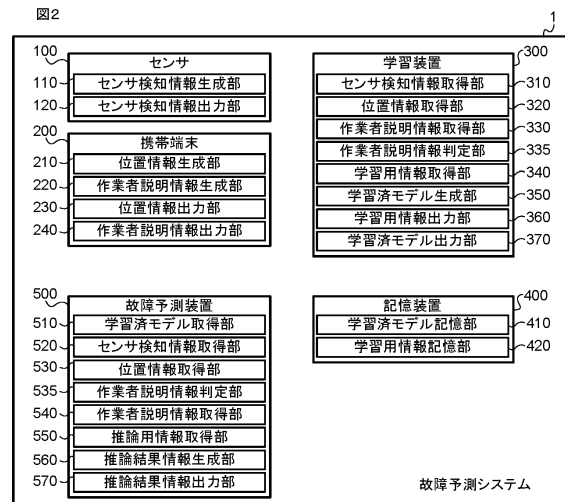 図2
1
100
センサ
110 センサ検知情報生成部
120 センサ検知情報出力部
200
携帯端末
210 位置情報生成部
220 作業者説明情報生成部
230 位置情報出力部
240 作業者説明情報出力部
学習装置
300
センサ検知情報取得部 310
位置情報取得部 320
作業者説明情報取得部 330
作業者説明情報判定部 335
学習用情報取得部 340
学習済モデル生成部 350
学習用情報出力部 360
学習済モデル出力部 370
500
故障予測装置
510 学習済モデル取得部
520 センサ検知情報取得部
530 位置情報取得部
535 作業者説明情報判定部
540 作業者説明情報取得部
550 推論用情報取得部
560 推論結果情報生成部
570 推論結果情報出力部
記憶装置
400
学習済モデル記憶部 410
学習用情報記憶部 420
故障予測システム